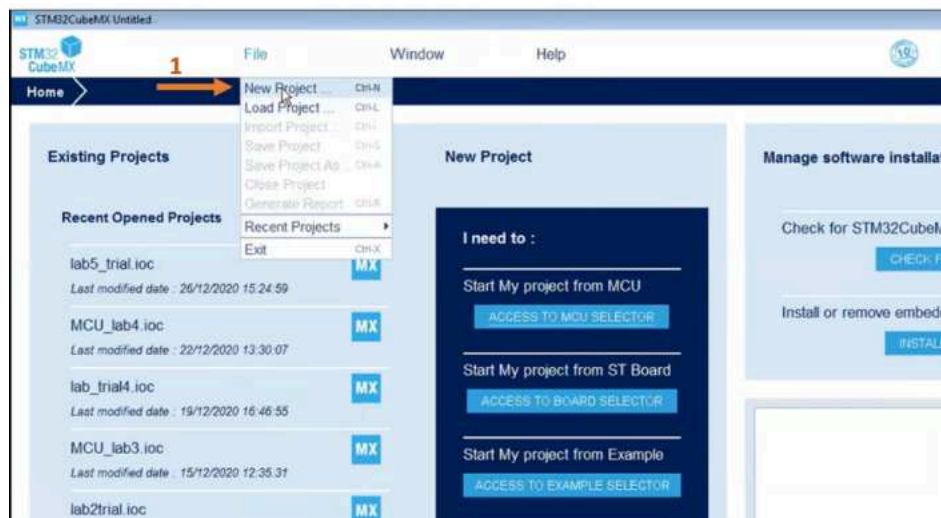 STM32CubeMX Untitled
STM32 CubeMX
File Window Help
10
1
Home
New Project ... Ctrl-N
Load Project ... Ctrl-L
Import Project ... Ctrl-I
Save Project Ctrl-S
Save Project As .. Ctrl-A
Close Project
Generate Report Ctrl-R
Recent Projects
Exit Ctrl-X
Existing Projects
Recent Opened Projects
lab5_trial.ioc
MX
Last modified date : 26/12/2020 15:24:59
MCU_lab4.ioc
MX
Last modified date : 22/12/2020 13:30:07
lab_trial4.ioc
MX
Last modified date : 19/12/2020 16:46:55
MCU_lab3.ioc
MX
Last modified date : 15/12/2020 12:35:31
lab2trial.ioc
MX
New Project
I need to :
Start My project from MCU
ACCESS TO MCU SELECTOR
Start My project from ST Board
ACCESS TO BOARD SELECTOR
Start My project from Example
ACCESS TO EXAMPLE SELECTOR
Manage software installa
Check for STM32CubeM
CHECK F
Install or remove embed
INSTAL